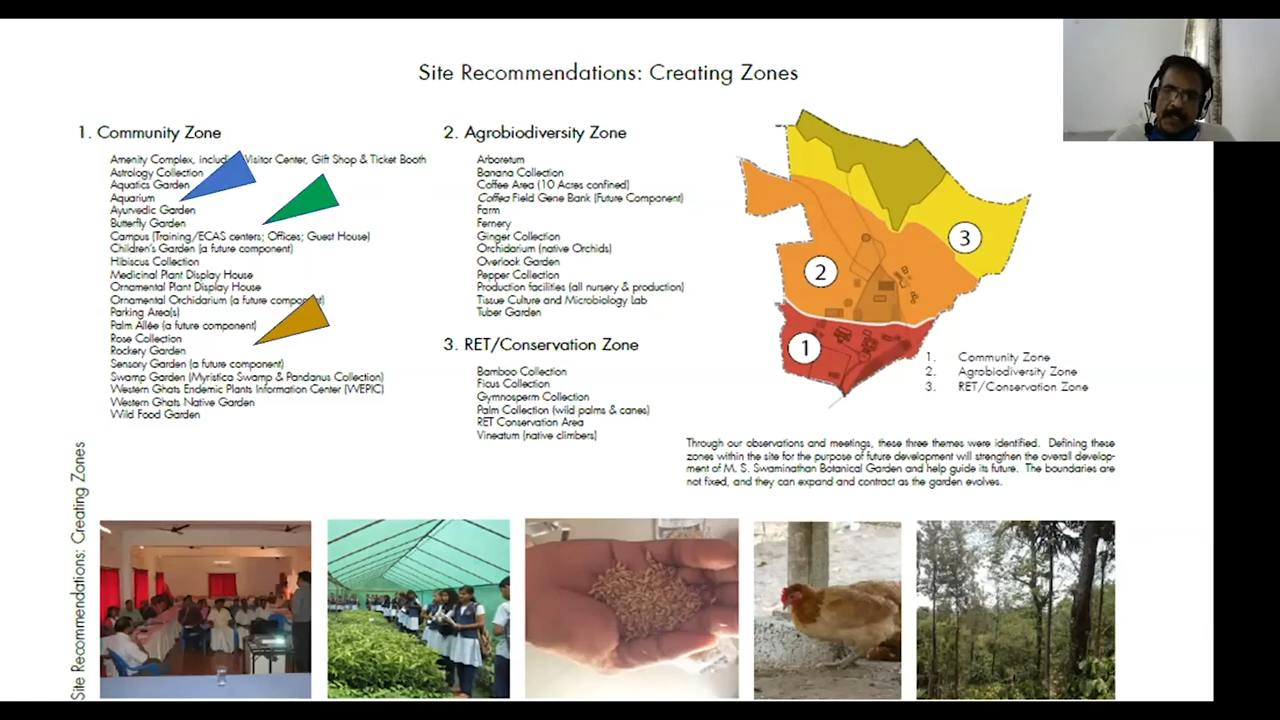 Site Recommendations: Creating Zones
1. Community Zone
Amenity Complex, Visitor Center, Gift Shop & Ticket Booth
Astrology Collection
Aquatics Garden
Aquarium
Ayurvedic Garden
Butterfly Garden
Campus (Training/ECAS centers; Offices; Guest House)
Children's Garden (a future component)
Hibiscus Collection
Medicinal Plant Display House
Ornamental Plant Display House
Ornamental Orchidarium (a future
Parking Area(s)
Palm Allée (a future component)
Rose Collection
Rockery Garden
Sensory Garden (a future component)
Swamp Garden (Myristica Swamp & Pandanus Collection)
Western Ghats Endemic Plants Information Center (WEPIC)
Western Ghats Native Garden
Wild Food Garden
2. Agrobiodiversity Zone
Arboretum
Banana Collection
Coffee Area (10 Acres confined)
Coffea Field Gene Bank (Future Component)
Farm
Fernery
Ginger Collection
Orchidarium (native Orchids)
Overlook Garden
Pepper Collection
Production facilities (all nursery & production)
Tissue Culture and Microbiology Lab
Tuber Garden
3. RET/Conservation Zone
Bamboo Collection
Ficus Collection
Gymnosperm Collection
Palm Collection (wild palms & canes)
RET Conservation Area
Vineatum (native climbers)
3
2
1
1. Community Zone
2. Agrobiodiversity Zone
3. RET/Conservation Zone
Through our observations and meetings, these three themes were identified. Defining these
zones within the site for the purpose of future development will strengthen the overall develop-
ment of M. S. Swaminathan Botanical Garden and help guide its future. The boundaries are
not fixed, and they can expand and contract as the garden evolves.
Site Recommendations: Creating Zones